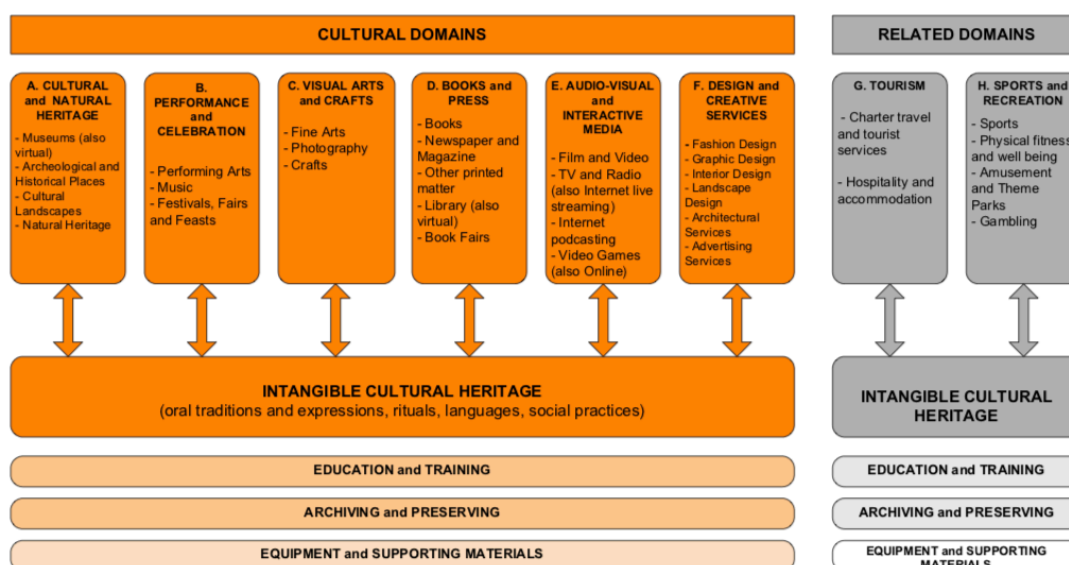 CULTURAL DOMAINS
A. CULTURAL
and NATURAL
HERITAGE
- Museums (also
virtual)
- Archeological and
Historical Places
- Cultural
Landscapes
- Natural Heritage
B.
PERFORMANCE
and
CELEBRATION
- Performing Arts
- Music
- Festivals, Fairs
and Feasts
C. VISUAL ARTS
and CRAFTS
- Fine Arts
- Photography
- Crafts
D. BOOKS and
PRESS
- Books
- Newspaper and
Magazine
- Other printed
matter
- Library (also
virtual)
- Book Fairs
E. AUDIO-VISUAL
and
INTERACTIVE
MEDIA
- Film and Video
- TV and Radio
(also Internet live
streaming)
- Internet
podcasting
- Video Games
(also Online)
F. DESIGN and
CREATIVE
SERVICES
- Fashion Design
- Graphic Design
- Interior Design
- Landscape
Design
- Architectural
Services
- Advertising
Services
INTANGIBLE CULTURAL HERITAGE
(oral traditions and expressions, rituals, languages, social practices)
EDUCATION and TRAINING
ARCHIVING and PRESERVING
EQUIPMENT and SUPPORTING MATERIALS
RELATED DOMAINS
G. TOURISM
- Charter travel
and tourist
services
- Hospitality and
accommodation
H. SPORTS and
RECREATION
- Sports
- Physical fitness
and well being
- Amusement
and Theme
Parks
- Gambling
INTANGIBLE CULTURAL
HERITAGE
EDUCATION and TRAINING
ARCHIVING and PRESERVING
EQUIPMENT and SUPPORTING
MATERIALS